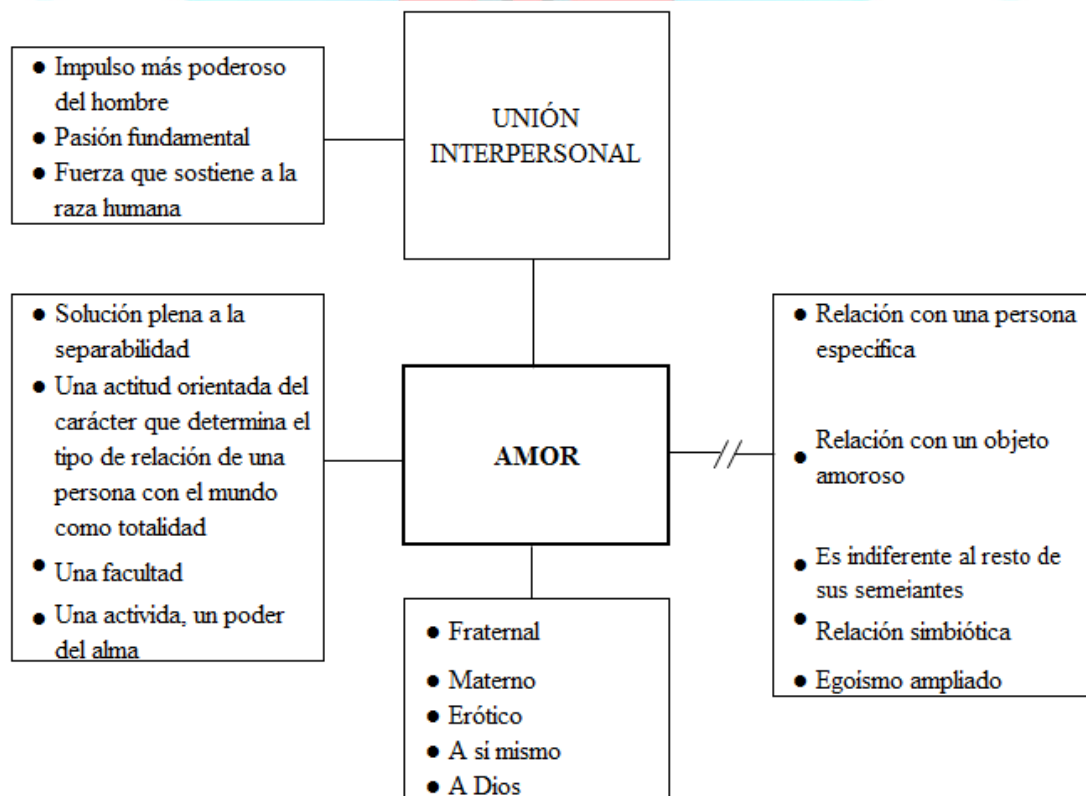 ● Impulso más poderoso
del hombre
● Pasión fundamental
● Fuerza que sostiene a la
raza humana
UNIÓN
INTERPERSONAL
● Solución plena a la
separabilidad
● Una actitud orientada del
carácter que determina el
tipo de relación de una
persona con el mundo
como totalidad
● Una facultad
● Una activida, un poder
del alma
AMOR
● Relación con una persona
específica
● Relación con un objeto
amoroso
● Es indiferente al resto de
sus semejantes
● Relación simbiótica
● Egoísmo ampliado
● Fraternal
● Materno
● Erótico
● A sí mismo
● A Dios